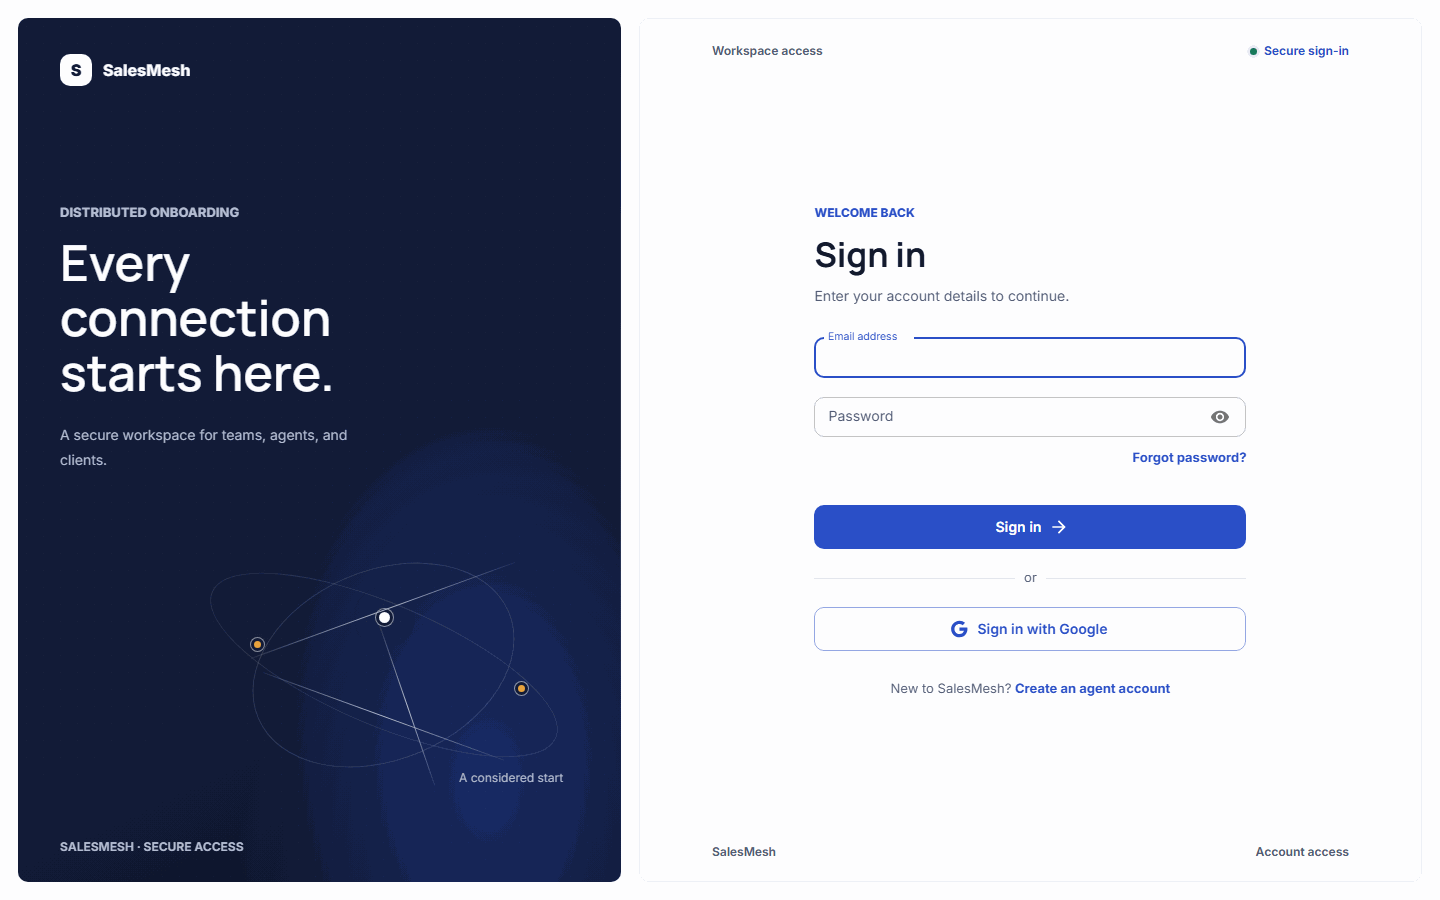 S SalesMesh
DISTRIBUTED ONBOARDING
Every
connection
starts here.
A secure workspace for teams, agents, and
clients.
A considered start
SALESMESH · SECURE ACCESS
Workspace access
Secure sign-in
WELCOME BACK
Sign in
Enter your account details to continue.
Email address
Password
Forgot password?
Sign in
or
Sign in with Google
New to SalesMesh? Create an agent account
SalesMesh
Account access